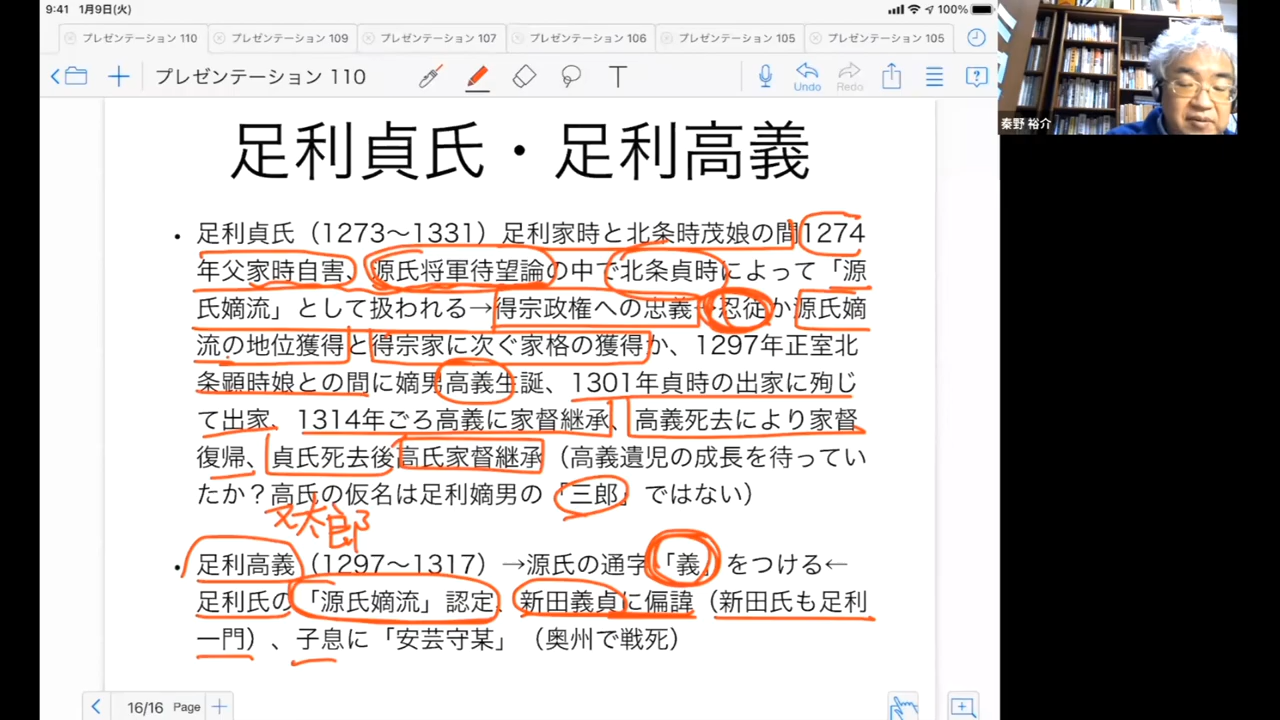 9:41 1月9日(火)
100%
プレゼンテーション 110
プレゼンテーション 109
プレゼンテーション 107
プレゼンテーション 106
プレゼンテーション 105
プレゼンテーション 105
プレゼンテーション 110
T
Undo
Redo
秦野 裕介
足利貞氏・足利高義
• 足利貞氏（1273〜1331）足利家時と北条時茂娘の間1274
年父家時自害、源氏将軍待望論の中で北条貞時によって「源
氏嫡流」として扱われる→得宗政権への忠義→忍従か源氏嫡
流の地位獲得と得宗家に次ぐ家格の獲得か、1297年正室北
条顕時娘との間に嫡男高義生誕、1301年貞時の出家に殉じ
て出家、1314年ごろ高義に家督継承、高義死去により家督
復帰、貞氏死去後高氏家督継承（高義遺児の成長を待ってい
たか？高氏の仮名は足利嫡男の「三郎」ではない）
又太郎
• 足利高義（1297〜1317）→源氏の通字「義」をつける←
足利氏の「源氏嫡流」認定、新田義貞に偏諱（新田氏も足利
一門）、子息に「安芸守某」（奥州で戦死）
16/16 Page